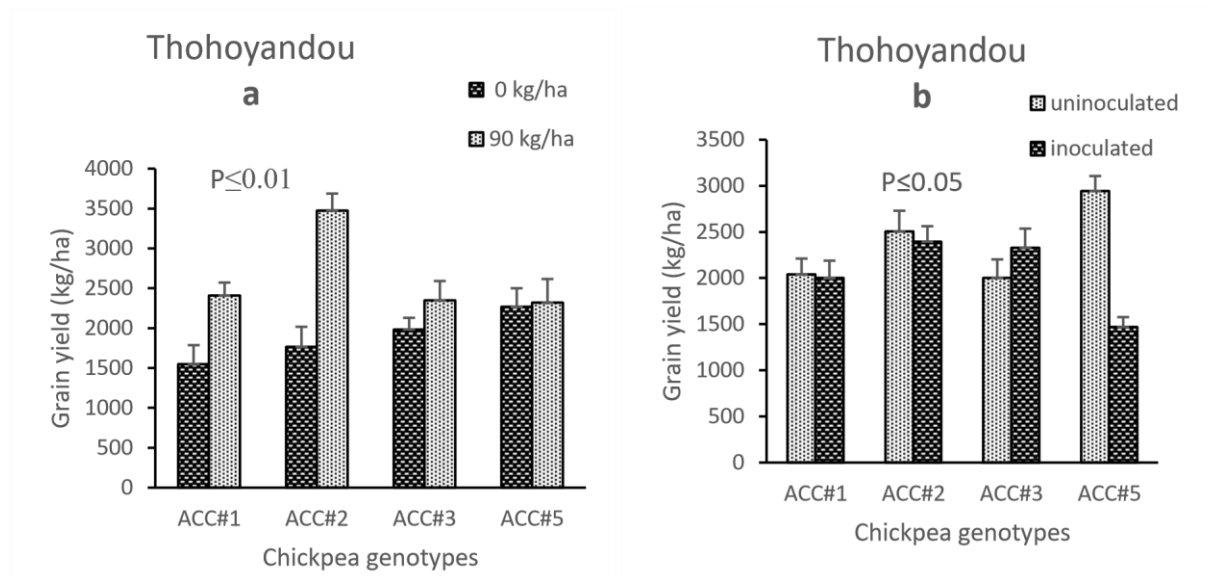 Thohoyandou
a
0 kg/ha
90 kg/ha
P≤0.01
4000
3500
3000
2500
2000
1500
1000
500
0
Grain yield (kg/ha)
ACC#1 ACC#2 ACC#3 ACC#5
Chickpea genotypes
Thohoyandou
b
uninoculated
inoculated
P≤0.05
3500
3000
2500
2000
1500
1000
500
0
Grain yield (kg/ha)
ACC#1 ACC#2 ACC#3 ACC#5
Chickpea genotypes